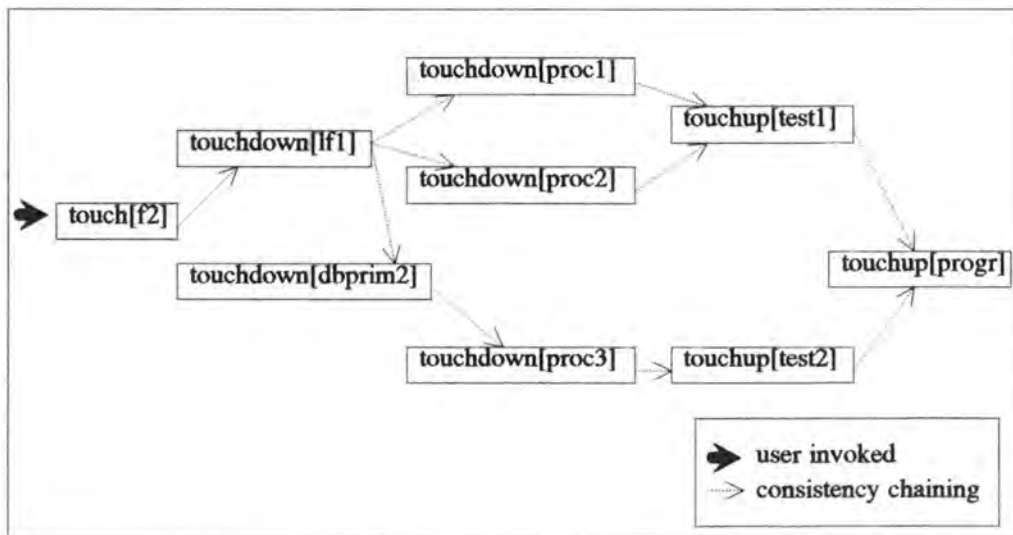 touchdown[proc1]
touchup[test1]
touchdown[lf1]
touchdown[proc2]
touch[f2]
touchup[progr]
touchdown[dbprim2]
touchdown[proc3]
touchup[test2]
user invoked
consistency chaining